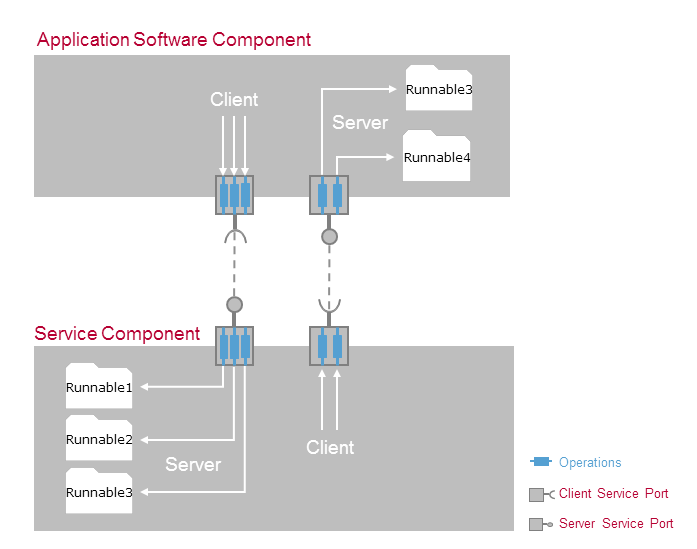 Application Software Component
Client
Runnable3
Server
Runnable4
Service Component
Runnable1
Runnable2
Server
Runnable3
Client
Operations
Client Service Port
Server Service Port